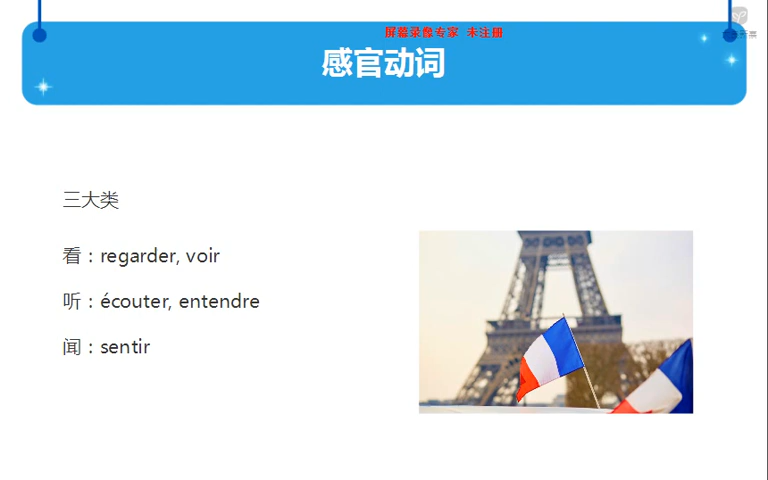 屏幕录像专家 未注册
感官动词
三大类
看：regarder, voir
听：écouter, entendre
闻：sentir